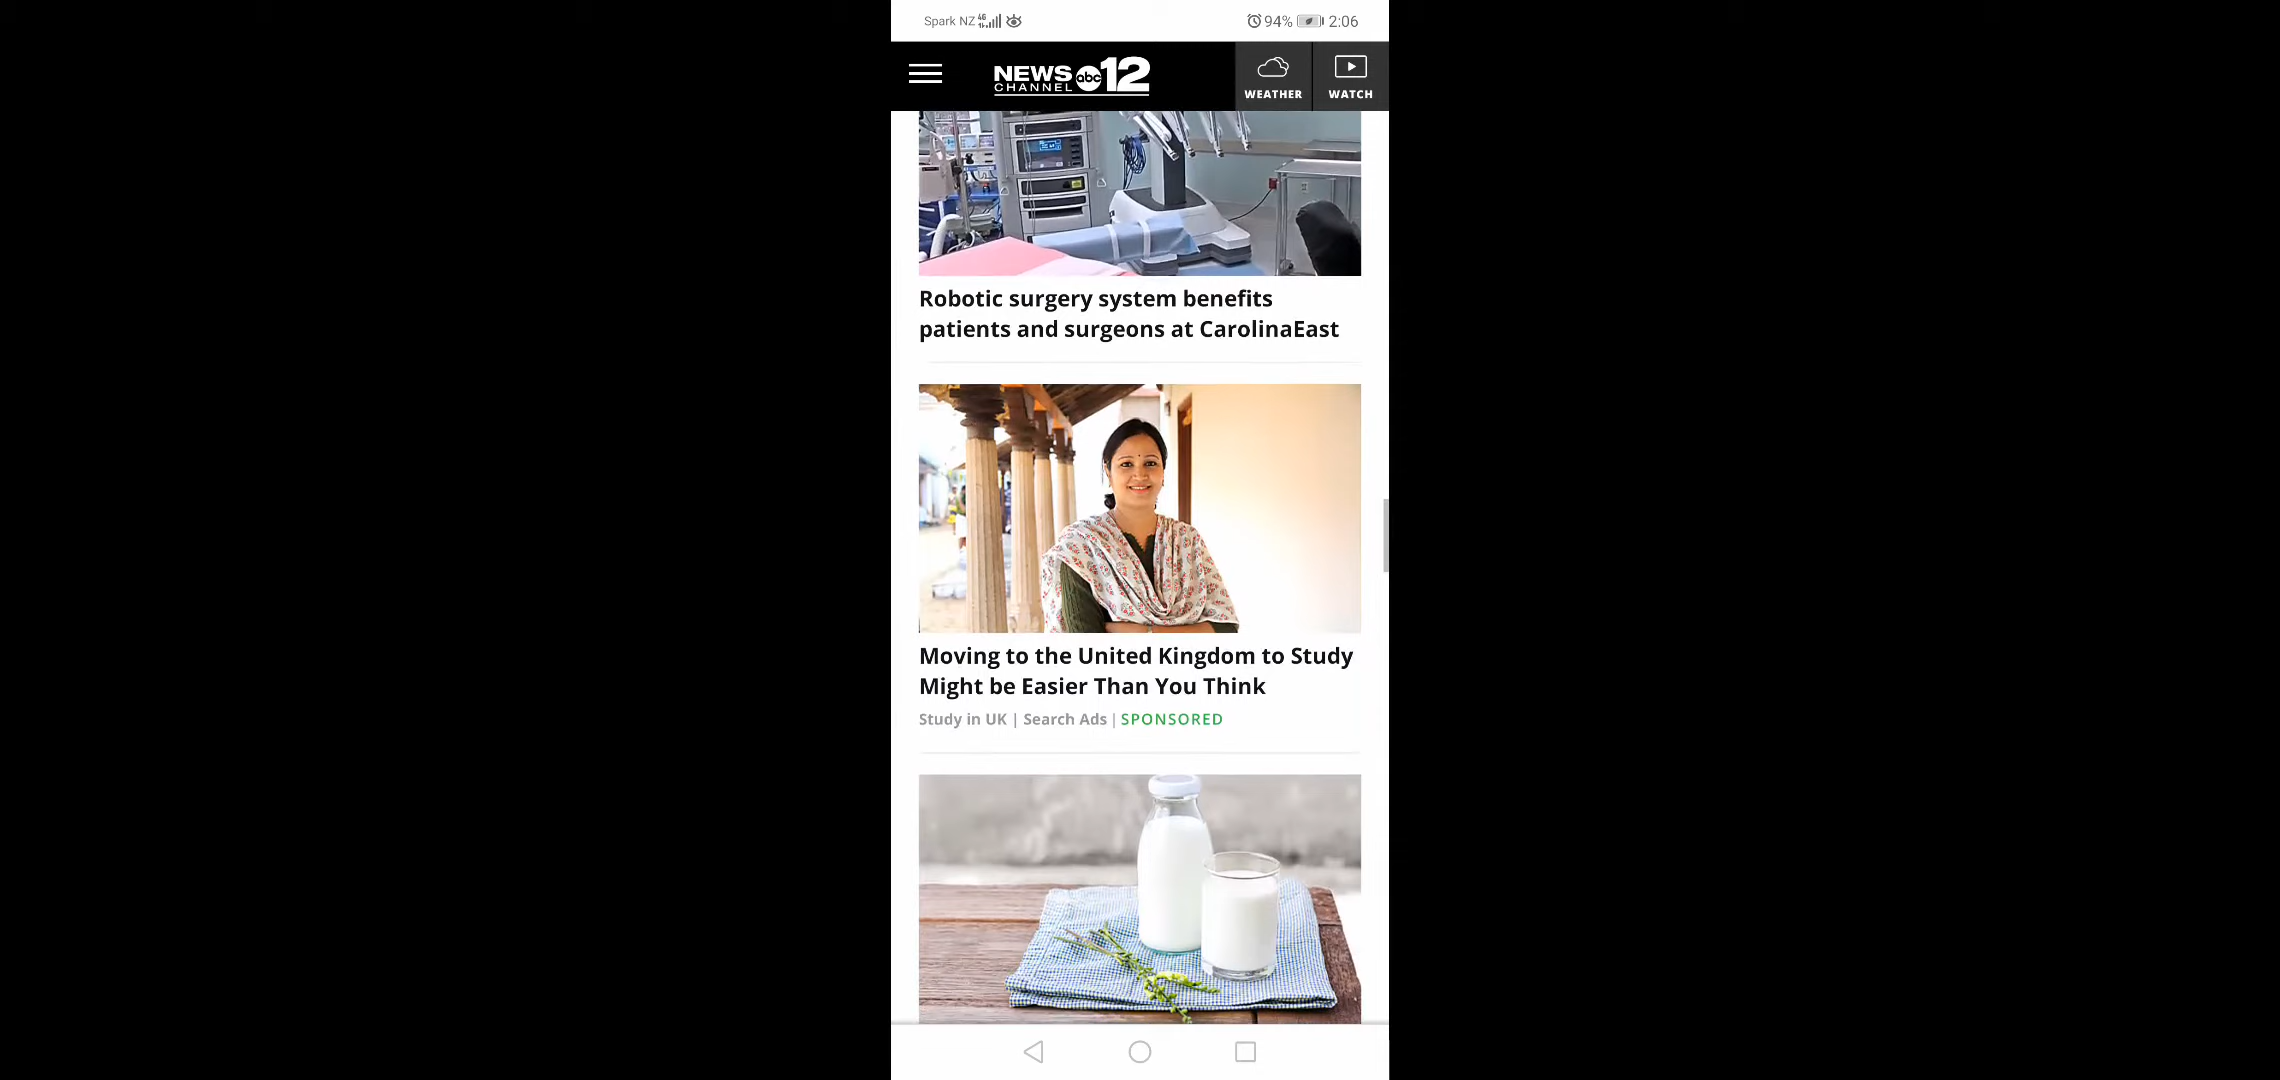 Spark NZ 4G 94% 2:06
NEWS CHANNEL abc 12
WEATHER WATCH
Robotic surgery system benefits
patients and surgeons at CarolinaEast
Moving to the United Kingdom to Study
Might be Easier Than You Think
Study in UK | Search Ads | SPONSORED